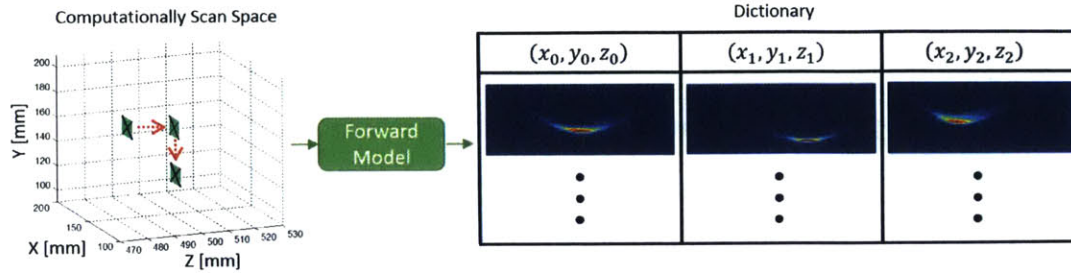 Computationally Scan Space
Dictionary
Y [mm]
200
180
160
140
120
100
200
150
100
X [mm]
470 480 490 500 510 520 530
Z [mm]
Forward
Model
(x₀, y₀, z₀) (x₁, y₁, z₁) (x₂, y₂, z₂)